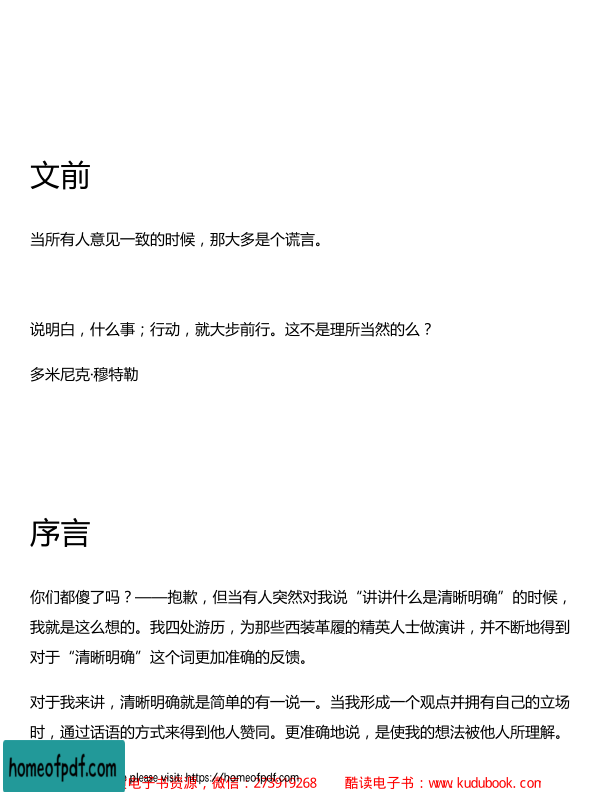 文前
当所有人意见一致的时候，那大多是个谎言。
说明白，什么事；行动，就大步前行。这不是理所当然的么？
多米尼克·穆特勒
序言
你们都傻了吗？——抱歉，但当有人突然对我说“讲讲什么是清晰明确”的时候，
我就是这么想的。我四处游历，为那些西装革履的精英人士做演讲，并不断地得到
对于“清晰明确”这个词更加准确的反馈。
对于我来讲，清晰明确就是简单的有一说一。当我形成一个观点并拥有自己的立场
时，通过话语的方式来得到他人赞同。更准确地说，是使我的想法被他人所理解。
homeofpdf.com
please visit: https://homeofpdf.com
电子书资源，微信：273919268 酷读电子书：www.kudubook.com